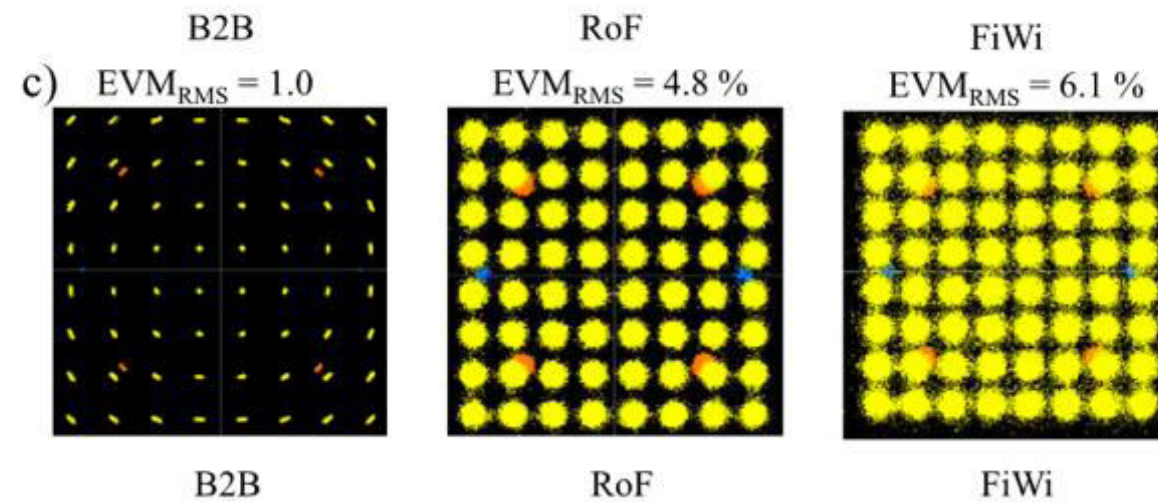 B2B RoF FiWi
c) EVM_RMS = 1.0 EVM_RMS = 4.8 % EVM_RMS = 6.1 %
B2B RoF FiWi